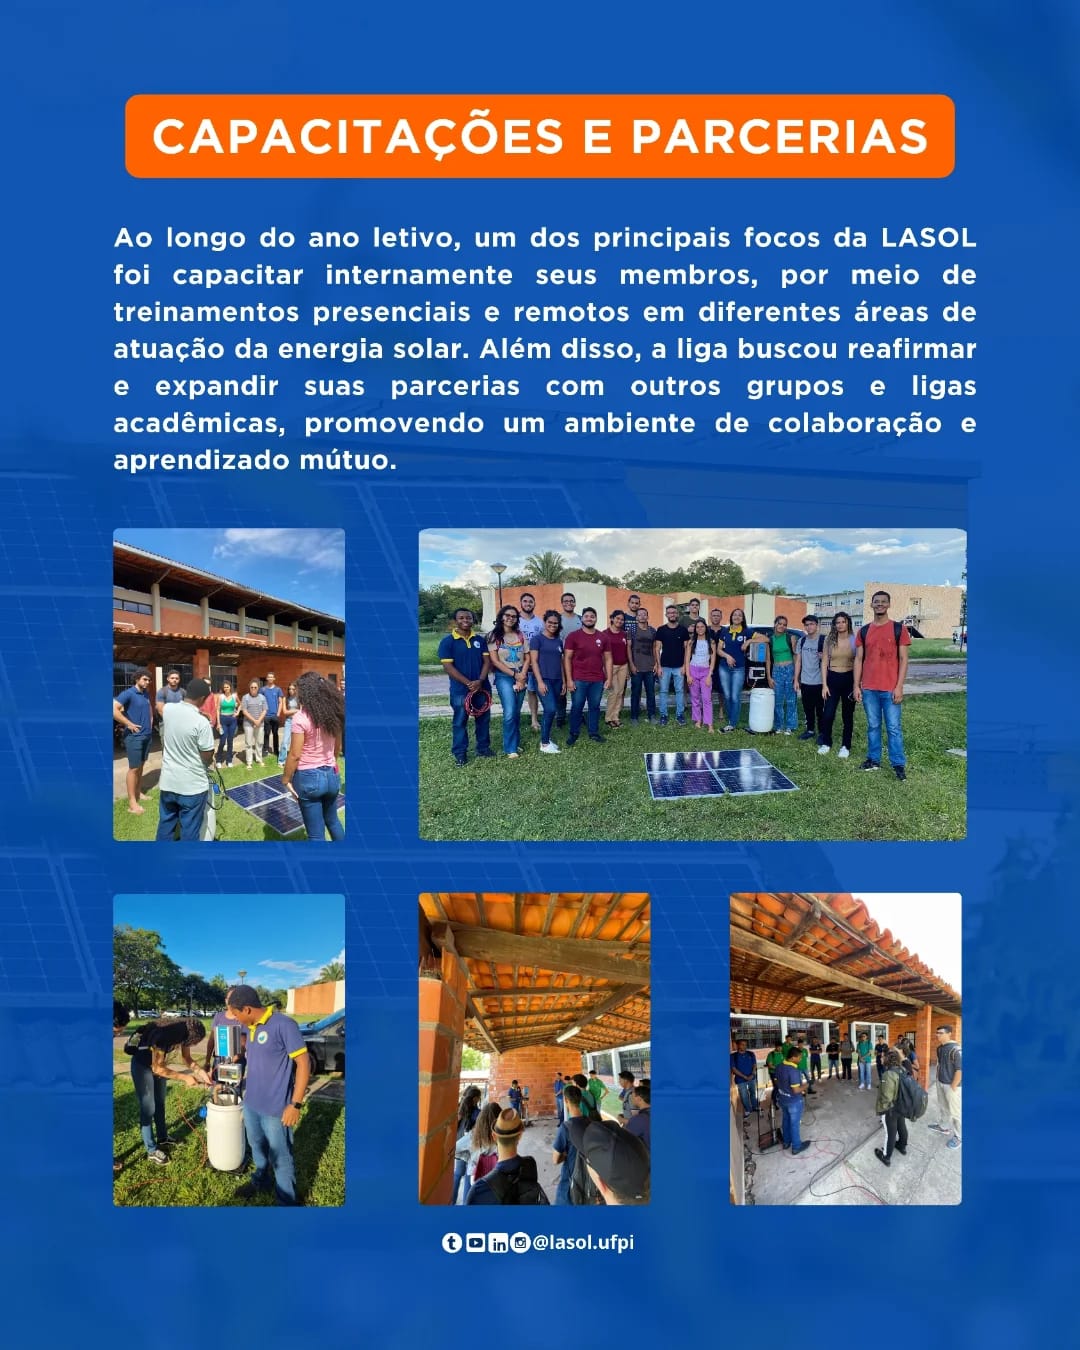 CAPACITAÇÕES E PARCERIAS
Ao longo do ano letivo, um dos principais focos da LASOL
foi capacitar internamente seus membros, por meio de
treinamentos presenciais e remotos em diferentes áreas de
atuação da energia solar. Além disso, a liga buscou reafirmar
e expandir suas parcerias com outros grupos e ligas
acadêmicas, promovendo um ambiente de colaboração e
aprendizado mútuo.
@lasol.ufpi